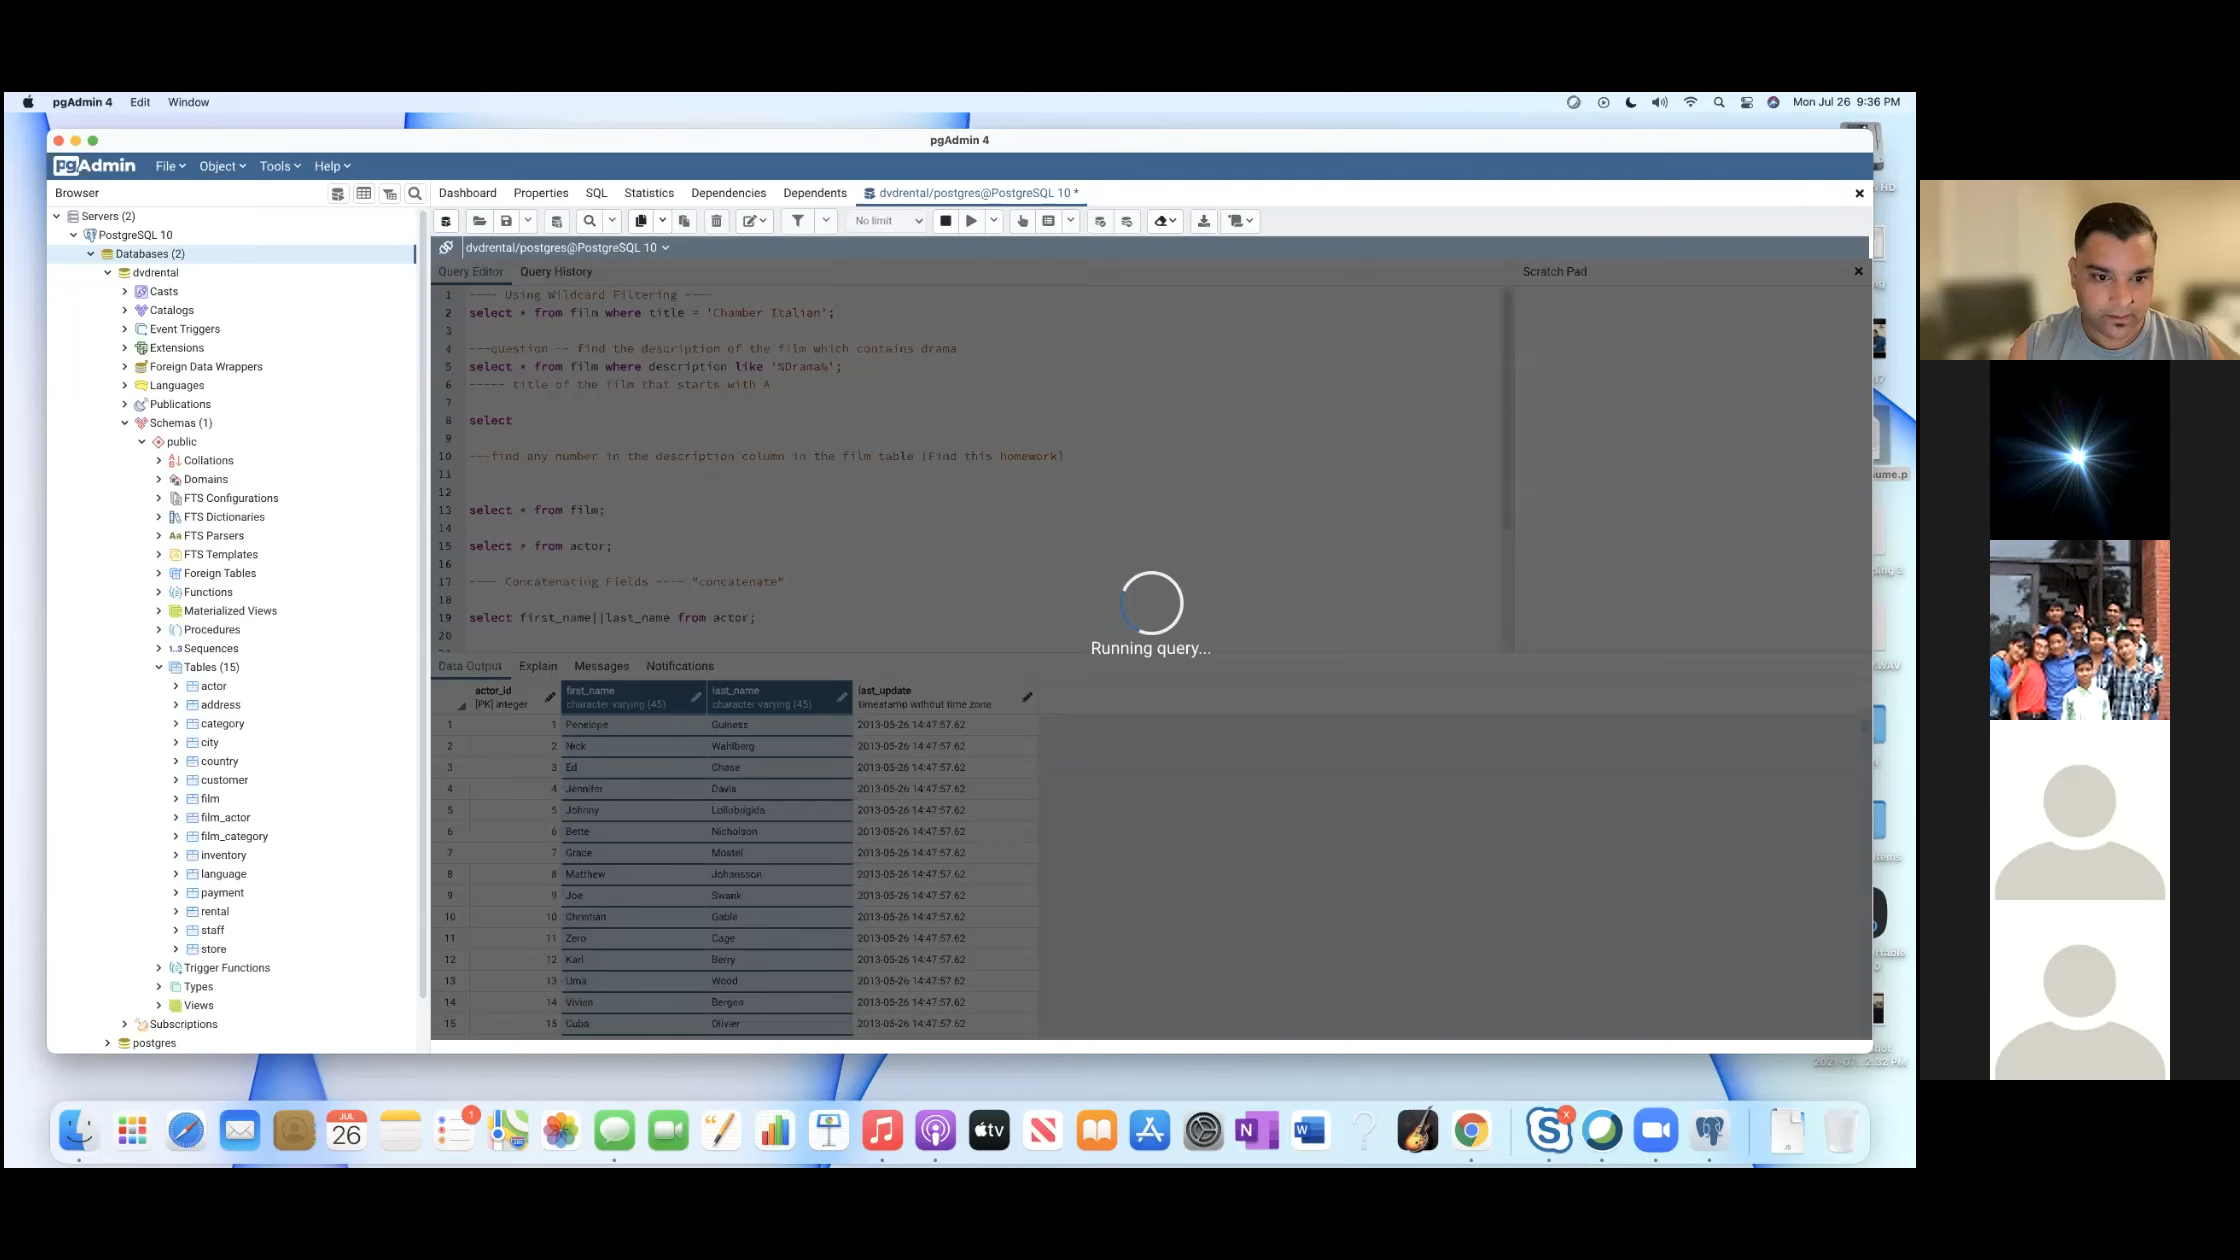 pgAdmin 4 Edit Window
Mon Jul 26 9:36 PM
pgAdmin 4
pgAdmin File Object Tools Help
Browser
Dashboard Properties SQL Statistics Dependencies Dependents dvdrental/postgres@PostgreSQL 10 *
No limit
dvdrental/postgres@PostgreSQL 10
Query Editor Query History
Scratch Pad
Servers (2)
PostgreSQL 10
Databases (2)
dvdrental
Casts
Catalogs
Event Triggers
Extensions
Foreign Data Wrappers
Languages
Publications
Schemas (1)
public
Collations
Domains
FTS Configurations
FTS Dictionaries
Aa FTS Parsers
FTS Templates
Foreign Tables
Functions
Materialized Views
Procedures
1..3 Sequences
Tables (15)
actor
address
category
city
country
customer
film
film_actor
film_category
inventory
language
payment
rental
staff
store
Trigger Functions
Types
Views
Subscriptions
postgres
1 ---- Using Wildcard Filtering ----
2 select * from film where title = 'Chamber Italian';
3
4 ---question -- find the description of the film which contains drama
5 select * from film where description like '%Drama%';
6 ----- title of the film that starts with A
7
8 select
9
10 ---find any number in the description column in the film table [Find this homework]
11
12
13 select * from film;
14
15 select * from actor;
16
17 ---- Concatenating Fields ---- "concatenate"
18
19 select first_name||last_name from actor;
20
Running query...
Data Output Explain Messages Notifications
actor_id first_name last_name last_update
[PK] integer character varying (45) character varying (45) timestamp without time zone
1 1 Penelope Guiness 2013-05-26 14:47:57.62
2 2 Nick Wahlberg 2013-05-26 14:47:57.62
3 3 Ed Chase 2013-05-26 14:47:57.62
4 4 Jennifer Davis 2013-05-26 14:47:57.62
5 5 Johnny Lollobrigida 2013-05-26 14:47:57.62
6 6 Bette Nicholson 2013-05-26 14:47:57.62
7 7 Grace Mostel 2013-05-26 14:47:57.62
8 8 Matthew Johansson 2013-05-26 14:47:57.62
9 9 Joe Swank 2013-05-26 14:47:57.62
10 10 Christian Gable 2013-05-26 14:47:57.62
11 11 Zero Cage 2013-05-26 14:47:57.62
12 12 Karl Berry 2013-05-26 14:47:57.62
13 13 Uma Wood 2013-05-26 14:47:57.62
14 14 Vivien Bergen 2013-05-26 14:47:57.62
15 15 Cuba Olivier 2013-05-26 14:47:57.62
HD
ume.p
.WAV
JUL
26
1
tv
N
W
S
x